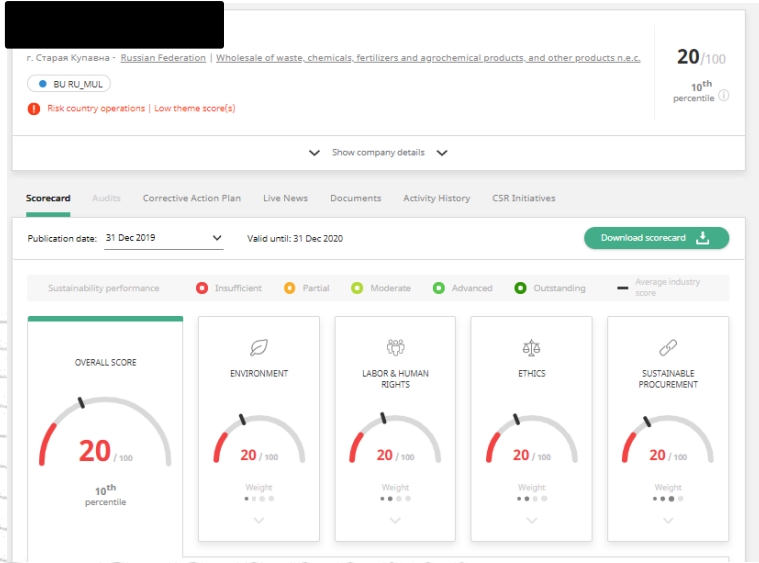 г. Старая Купавна - Russian Federation | Wholesale of waste, chemicals, fertilizers and agrochemical products, and other products n.e.c.
20/100
10th
percentile
BU RU_MUL
Risk country operations | Low theme score(s)
Show company details
Scorecard Audits Corrective Action Plan Live News Documents Activity History CSR Initiatives
Publication date: 31 Dec 2019 Valid until: 31 Dec 2020 Download scorecard
Sustainability performance Insufficient Partial Moderate Advanced Outstanding Average industry
score
OVERALL SCORE
20 / 100
10th
percentile
ENVIRONMENT
20 / 100
Weight
LABOR & HUMAN
RIGHTS
20 / 100
Weight
ETHICS
20 / 100
Weight
SUSTAINABLE
PROCUREMENT
20 / 100
Weight